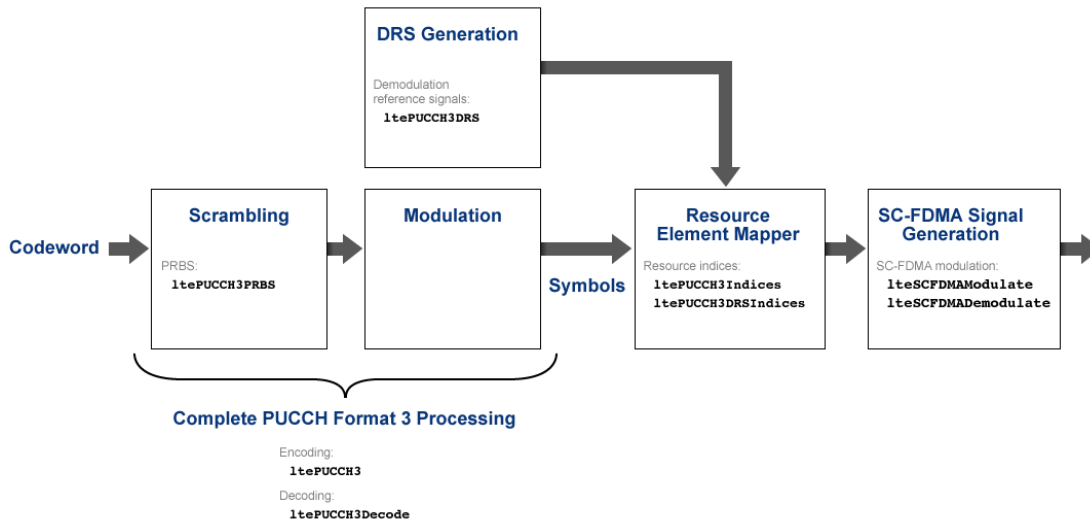 DRS Generation
Demodulation
reference signals:
ltePUCCH3DRS
Codeword
Scrambling
PRBS:
ltePUCCH3PRBS
Modulation
Symbols
Resource
Element Mapper
Resource indices:
ltePUCCH3Indices
ltePUCCH3DRSIndices
SC-FDMA Signal
Generation
SC-FDMA modulation:
lteSCFDMAModulate
lteSCFDMADemodulate
Complete PUCCH Format 3 Processing
Encoding:
ltePUCCH3
Decoding:
ltePUCCH3Decode